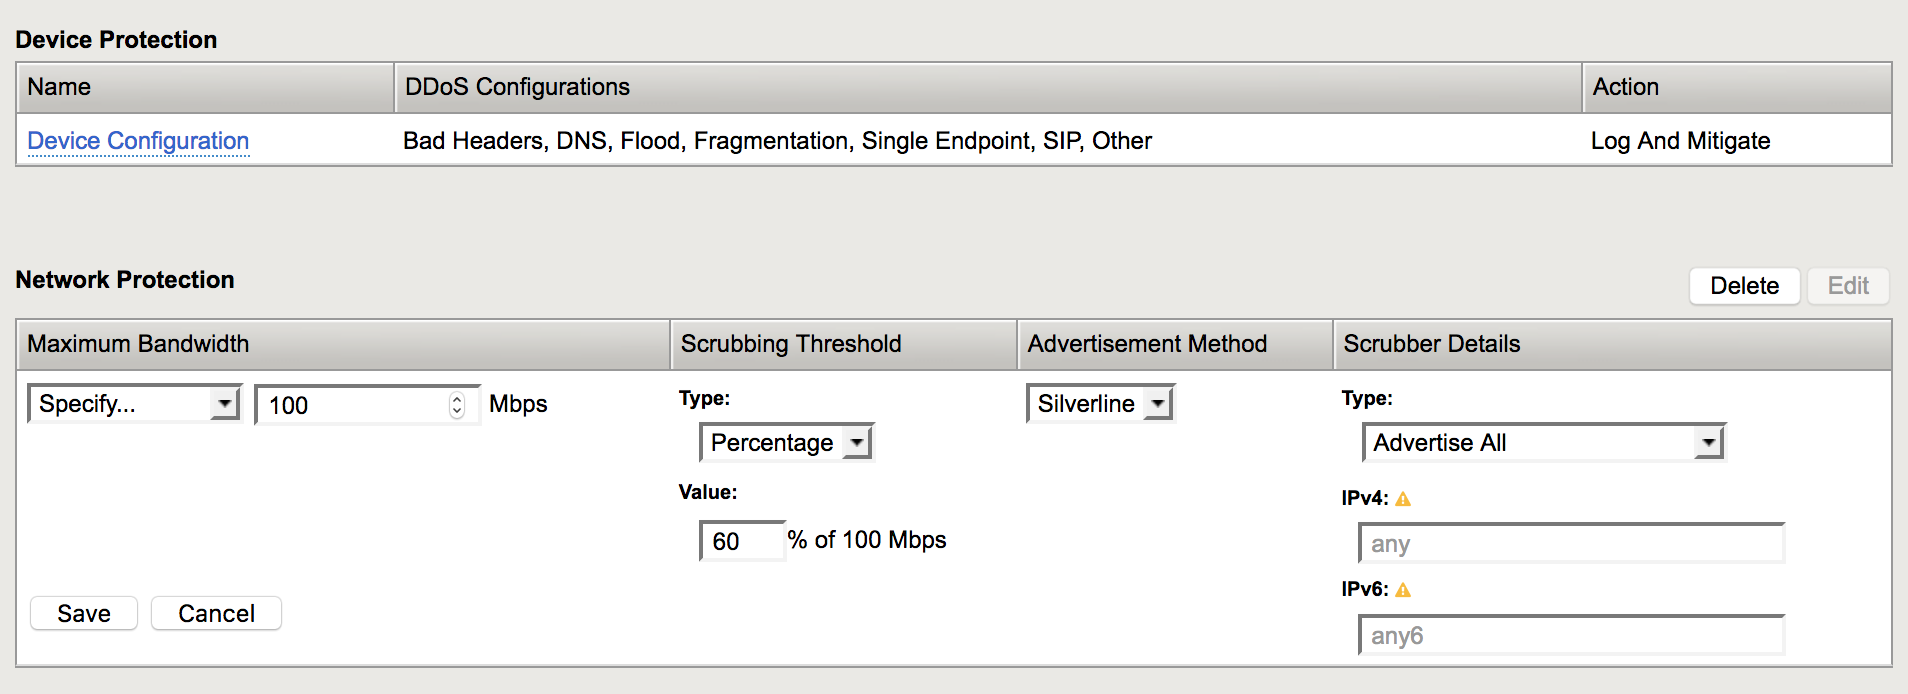 Device Protection
Name DDoS Configurations Action
Device Configuration Bad Headers, DNS, Flood, Fragmentation, Single Endpoint, SIP, Other Log And Mitigate
Network Protection
Delete Edit
Maximum Bandwidth Scrubbing Threshold Advertisement Method Scrubber Details
Specify... 100 Mbps Type: Silverline Type:
Percentage Advertise All
Value: IPv4:
60 % of 100 Mbps any
IPv6:
Save Cancel any6